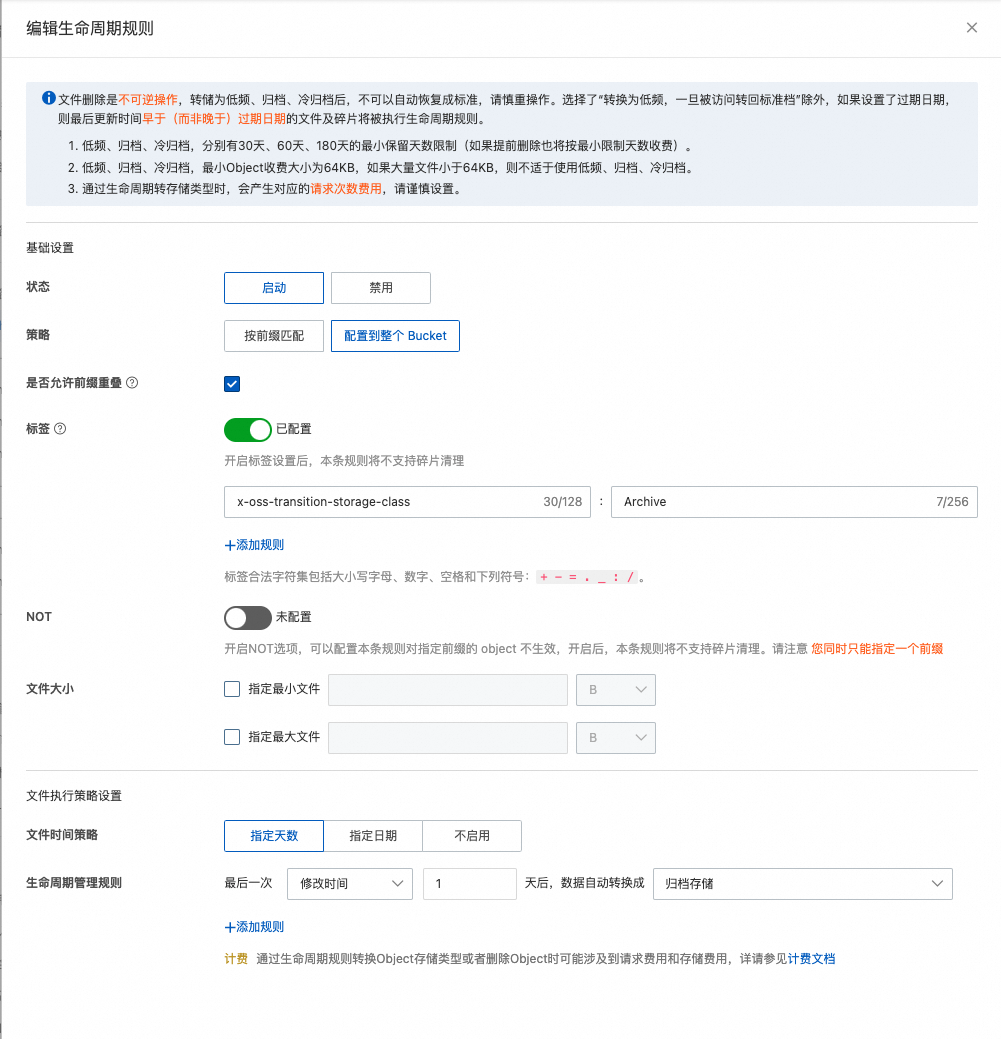 编辑生命周期规则
文件删除是不可逆操作，转储为低频、归档、冷归档后，不可以自动恢复成标准，请慎重操作。选择了“转换为低频，一旦被访问转回标准档”除外，如果设置了过期日期，
则最后更新时间早于（而非晚于）过期日期的文件及碎片将被执行生命周期规则。
1. 低频、归档、冷归档，分别有30天、60天、180天的最小保留天数限制（如果提前删除也将按最小限制天数收费）。
2. 低频、归档、冷归档，最小Object收费大小为64KB，如果大量文件小于64KB，则不适于使用低频、归档、冷归档。
3. 通过生命周期转存储类型时，会产生对应的请求次数费用，请谨慎设置。
基础设置
状态 启动 禁用
策略 按前缀匹配 配置到整个 Bucket
是否允许前缀重叠
标签 已配置
开启标签设置后，本条规则将不支持碎片清理
x-oss-transition-storage-class 30/128 : Archive 7/256
+添加规则
标签合法字符集包括大小写字母、数字、空格和下列符号： + - = . _ : / 。
NOT 未配置
开启NOT选项，可以配置本条规则对指定前缀的 object 不生效，开启后，本条规则将不支持碎片清理。请注意 您同时只能指定一个前缀
文件大小 指定最小文件 B
指定最大文件 B
文件执行策略设置
文件时间策略 指定天数 指定日期 不启用
生命周期管理规则 最后一次 修改时间 1 天后，数据自动转换成 归档存储
+添加规则
计费 通过生命周期规则转换Object存储类型或者删除Object时可能涉及到请求费用和存储费用，详请参见计费文档